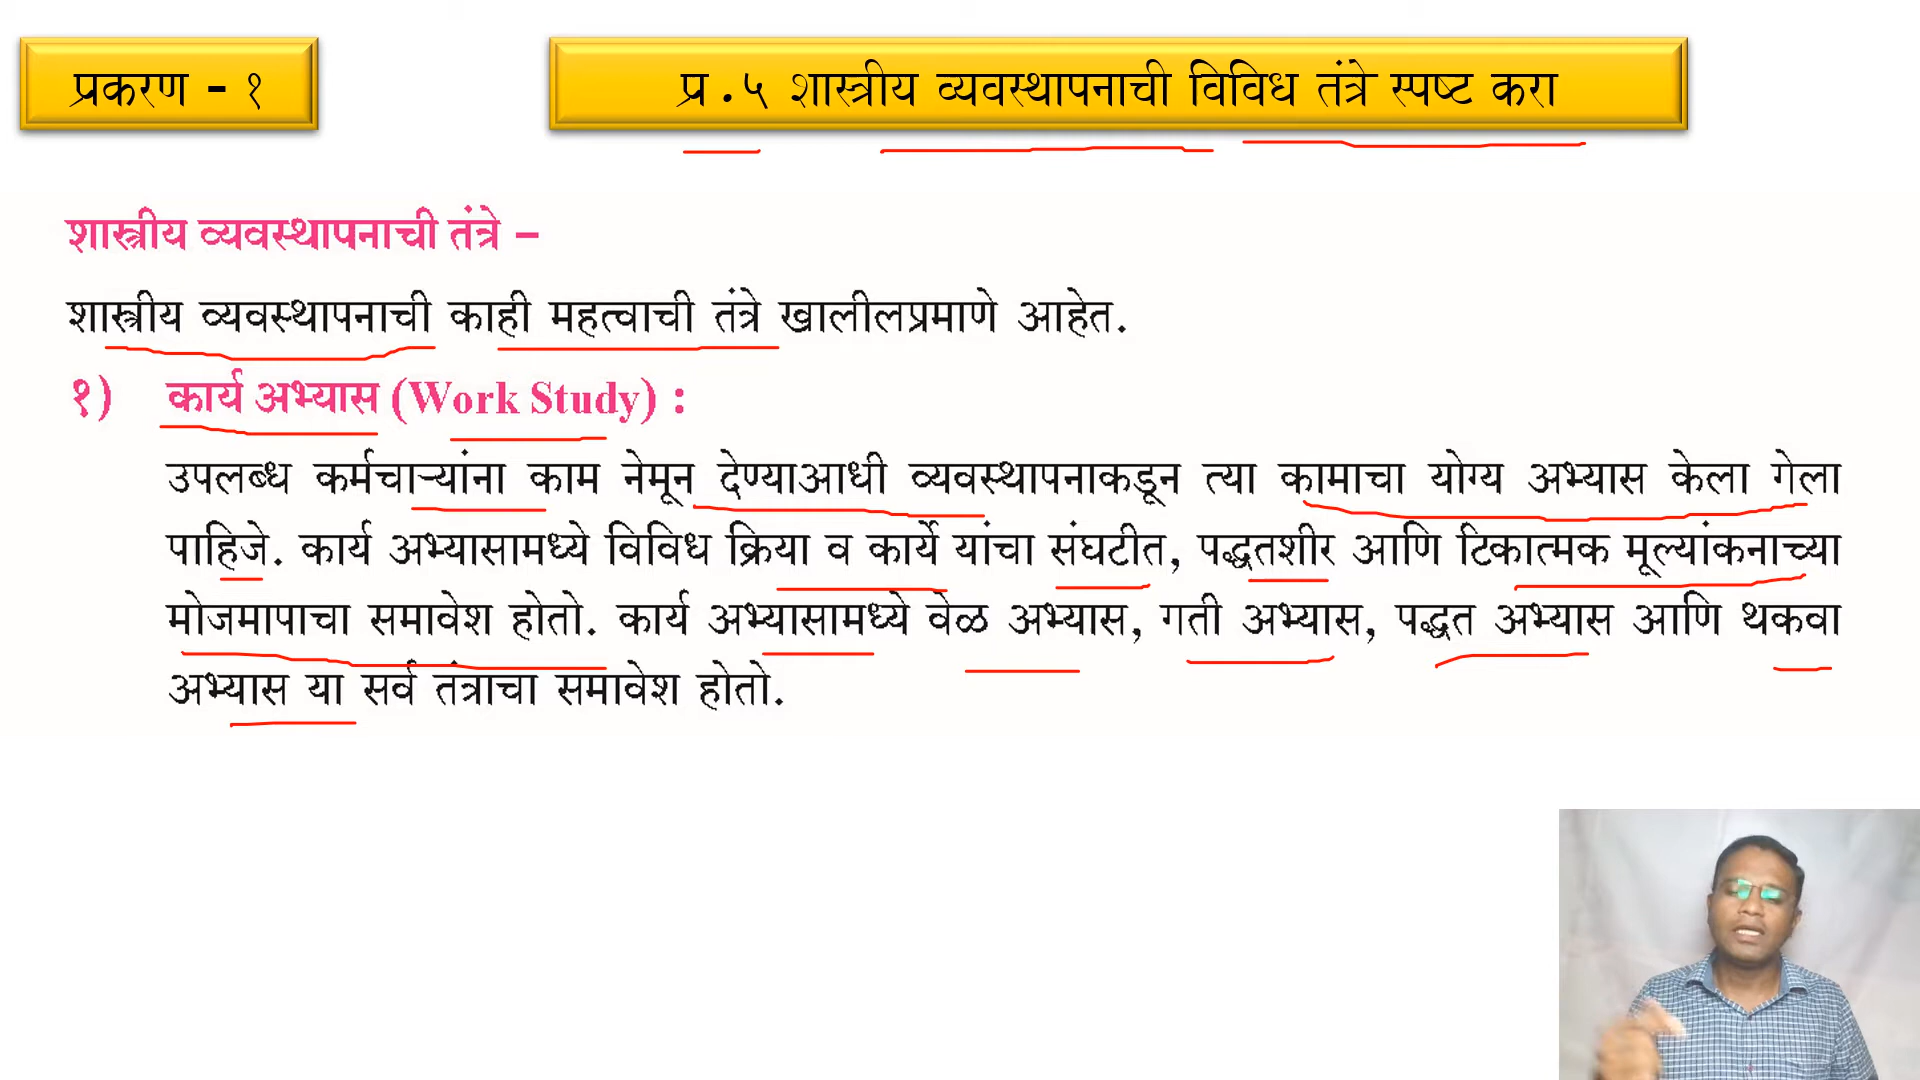 प्रकरण - १
प्र.५ शास्त्रीय व्यवस्थापनाची विविध तंत्रे स्पष्ट करा
शास्त्रीय व्यवस्थापनाची तंत्रे –
शास्त्रीय व्यवस्थापनाची काही महत्वाची तंत्रे खालीलप्रमाणे आहेत.
१) कार्य अभ्यास (Work Study) :
उपलब्ध कर्मचाऱ्यांना काम नेमून देण्याआधी व्यवस्थापनाकडून त्या कामाचा योग्य अभ्यास केला गेला
पाहिजे. कार्य अभ्यासामध्ये विविध क्रिया व कार्ये यांचा संघटीत, पद्धतशीर आणि टिकात्मक मूल्यांकनाच्या
मोजमापाचा समावेश होतो. कार्य अभ्यासामध्ये वेळ अभ्यास, गती अभ्यास, पद्धत अभ्यास आणि थकवा
अभ्यास या सर्व तंत्राचा समावेश होतो.